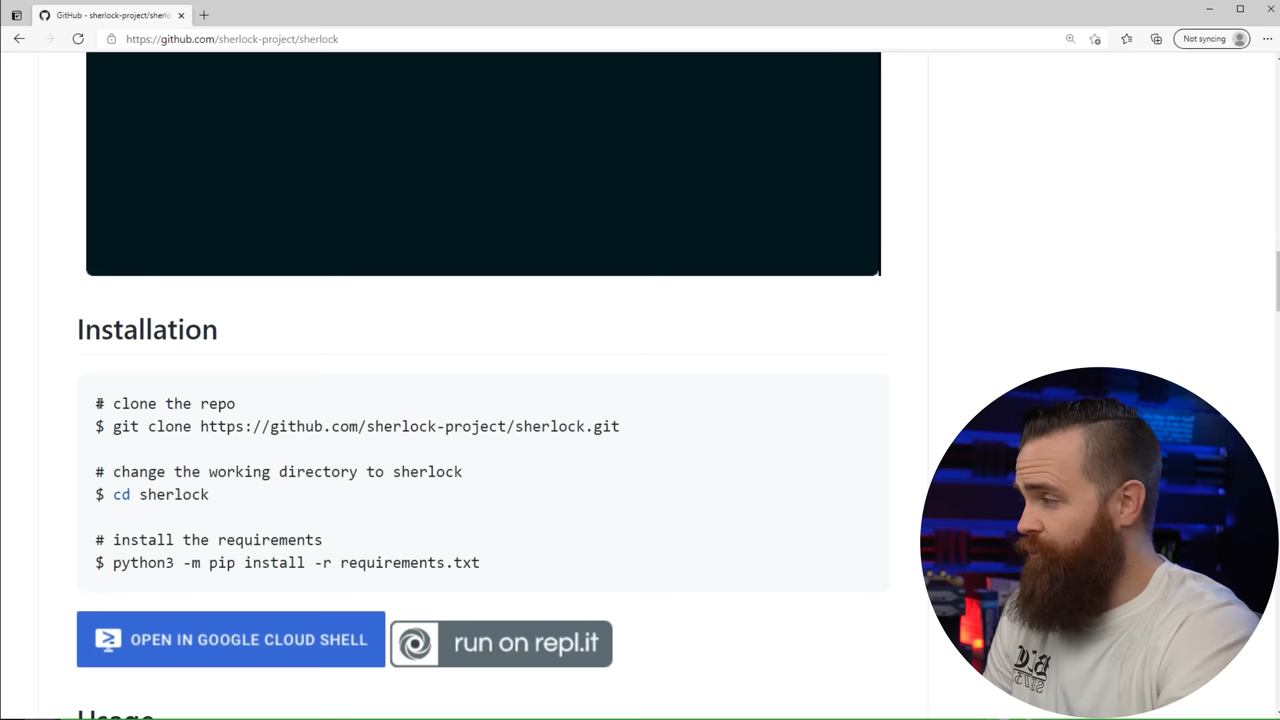 GitHub - sherlock-project/sherlo
https://github.com/sherlock-project/sherlock
Not syncing
Installation
# clone the repo
$ git clone https://github.com/sherlock-project/sherlock.git
# change the working directory to sherlock
$ cd sherlock
# install the requirements
$ python3 -m pip install -r requirements.txt
OPEN IN GOOGLE CLOUD SHELL
run on repl.it
Usage